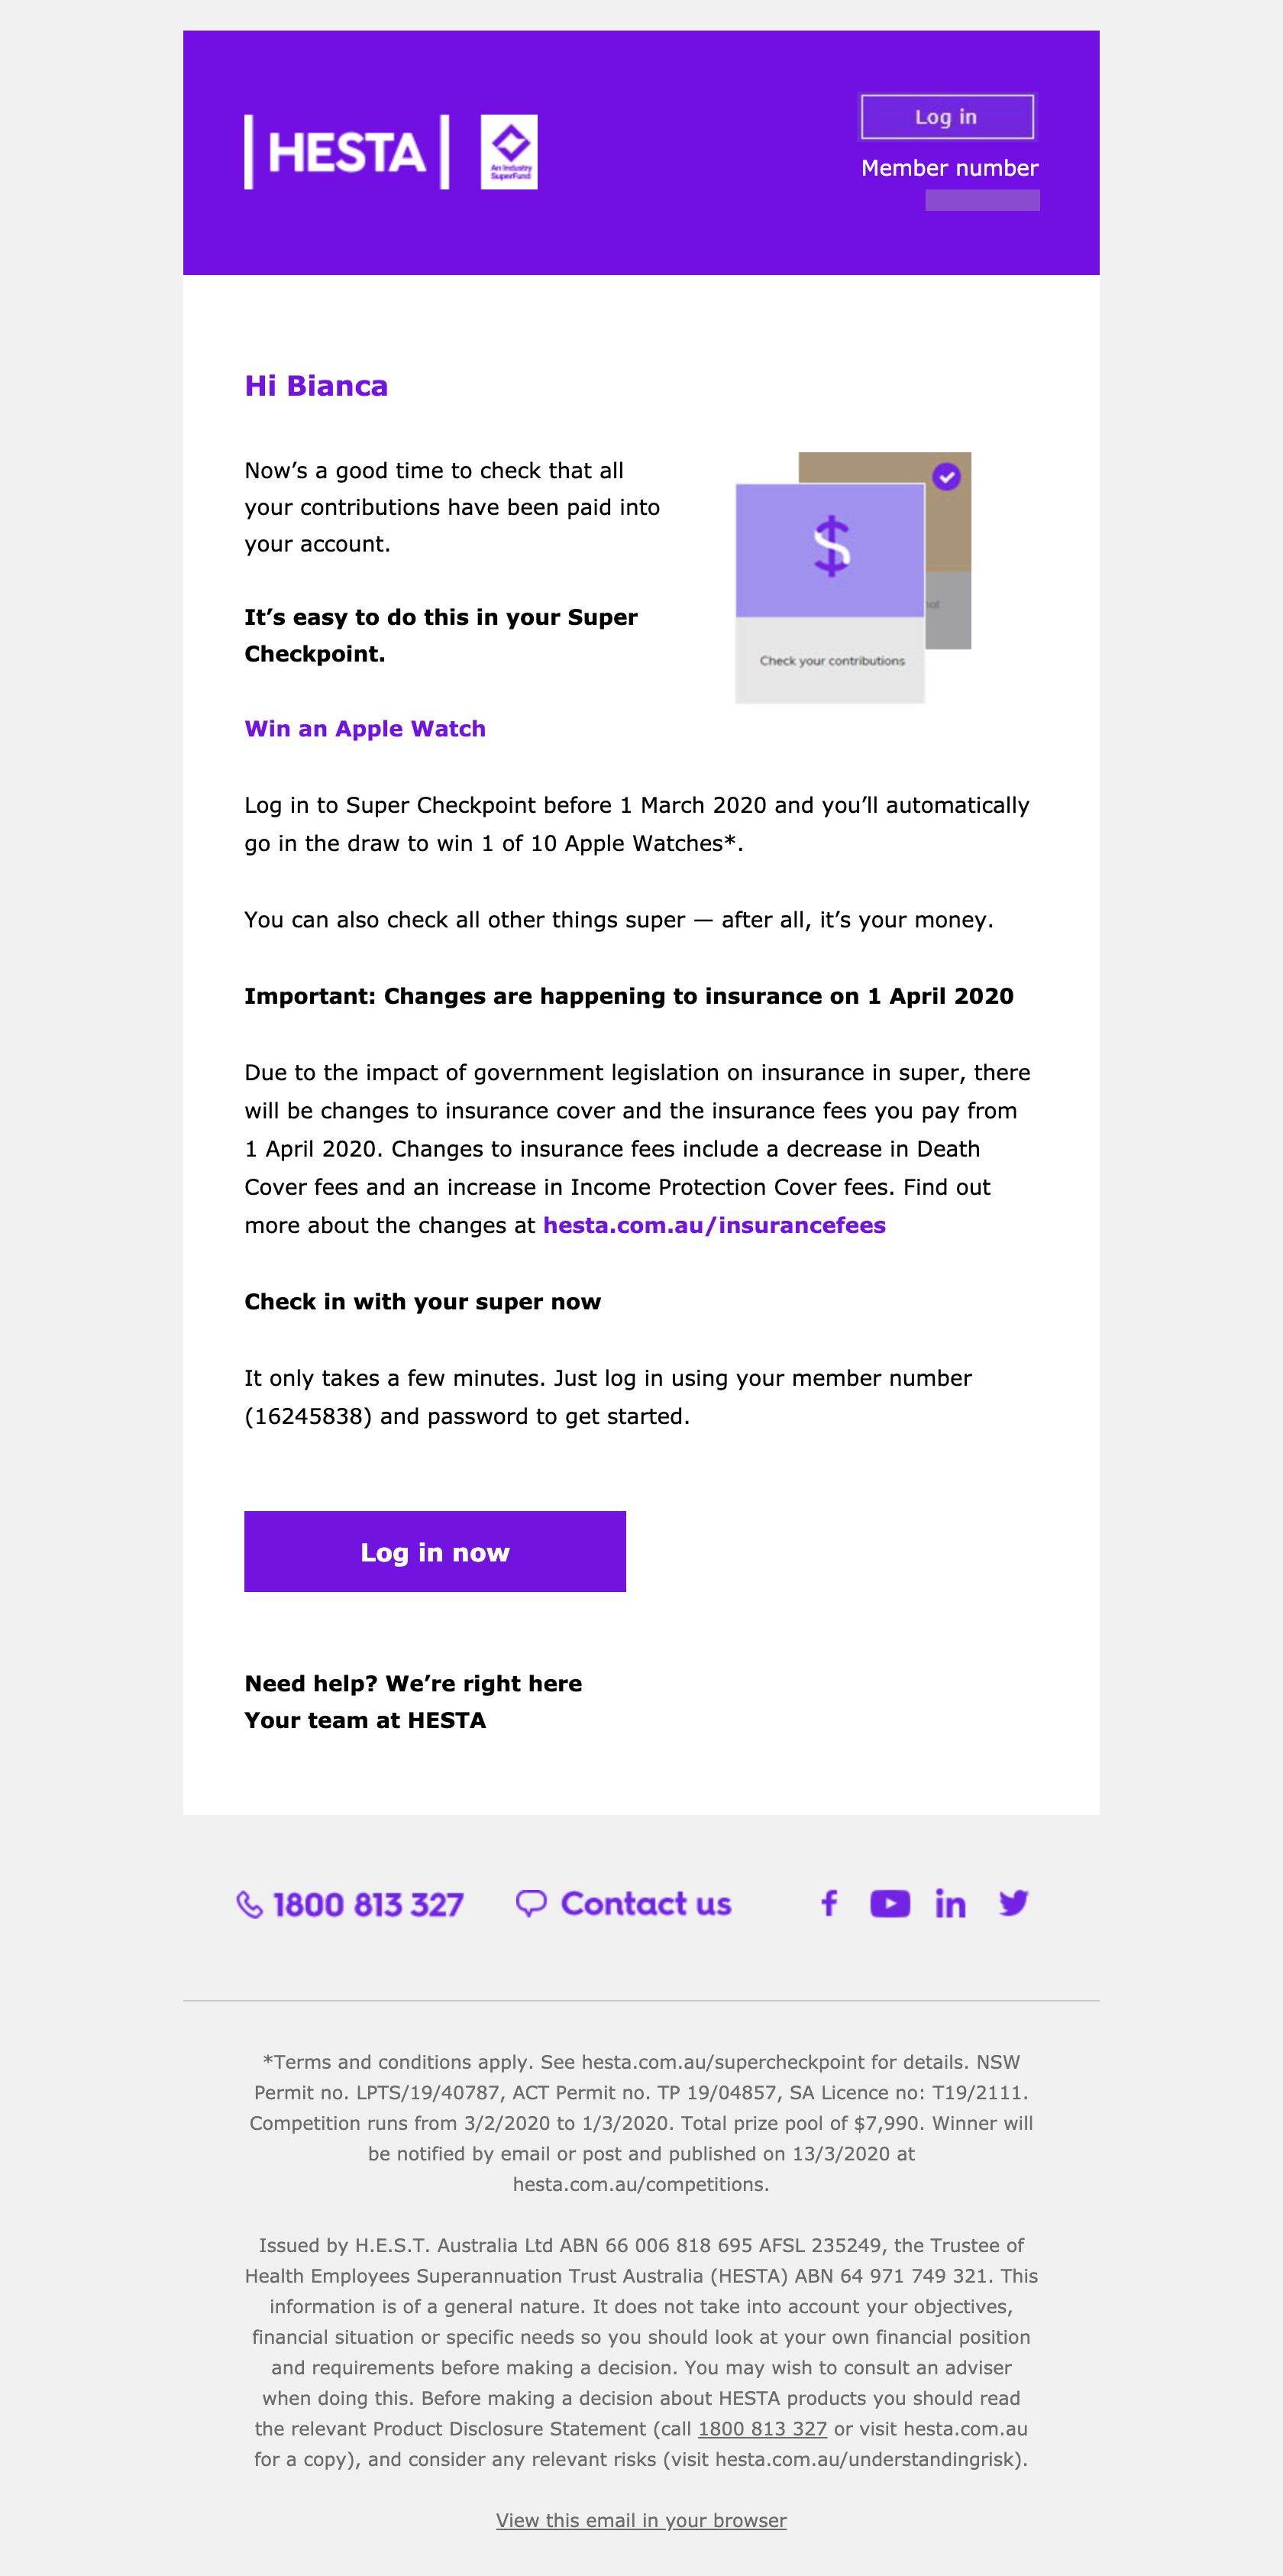 HESTA
An Industry
SuperFund
Log in
Member number
Hi Bianca
Now’s a good time to check that all
your contributions have been paid into
your account.
It’s easy to do this in your Super
Checkpoint.
$
Check your contributions
Win an Apple Watch
Log in to Super Checkpoint before 1 March 2020 and you’ll automatically
go in the draw to win 1 of 10 Apple Watches*.
You can also check all other things super — after all, it’s your money.
Important: Changes are happening to insurance on 1 April 2020
Due to the impact of government legislation on insurance in super, there
will be changes to insurance cover and the insurance fees you pay from
1 April 2020. Changes to insurance fees include a decrease in Death
Cover fees and an increase in Income Protection Cover fees. Find out
more about the changes at hesta.com.au/insurancefees
Check in with your super now
It only takes a few minutes. Just log in using your member number
(16245838) and password to get started.
Log in now
Need help? We’re right here
Your team at HESTA
1800 813 327
Contact us
*Terms and conditions apply. See hesta.com.au/supercheckpoint for details. NSW
Permit no. LPTS/19/40787, ACT Permit no. TP 19/04857, SA Licence no: T19/2111.
Competition runs from 3/2/2020 to 1/3/2020. Total prize pool of $7,990. Winner will
be notified by email or post and published on 13/3/2020 at
hesta.com.au/competitions.
Issued by H.E.S.T. Australia Ltd ABN 66 006 818 695 AFSL 235249, the Trustee of
Health Employees Superannuation Trust Australia (HESTA) ABN 64 971 749 321. This
information is of a general nature. It does not take into account your objectives,
financial situation or specific needs so you should look at your own financial position
and requirements before making a decision. You may wish to consult an adviser
when doing this. Before making a decision about HESTA products you should read
the relevant Product Disclosure Statement (call 1800 813 327 or visit hesta.com.au
for a copy), and consider any relevant risks (visit hesta.com.au/understandingrisk).
View this email in your browser